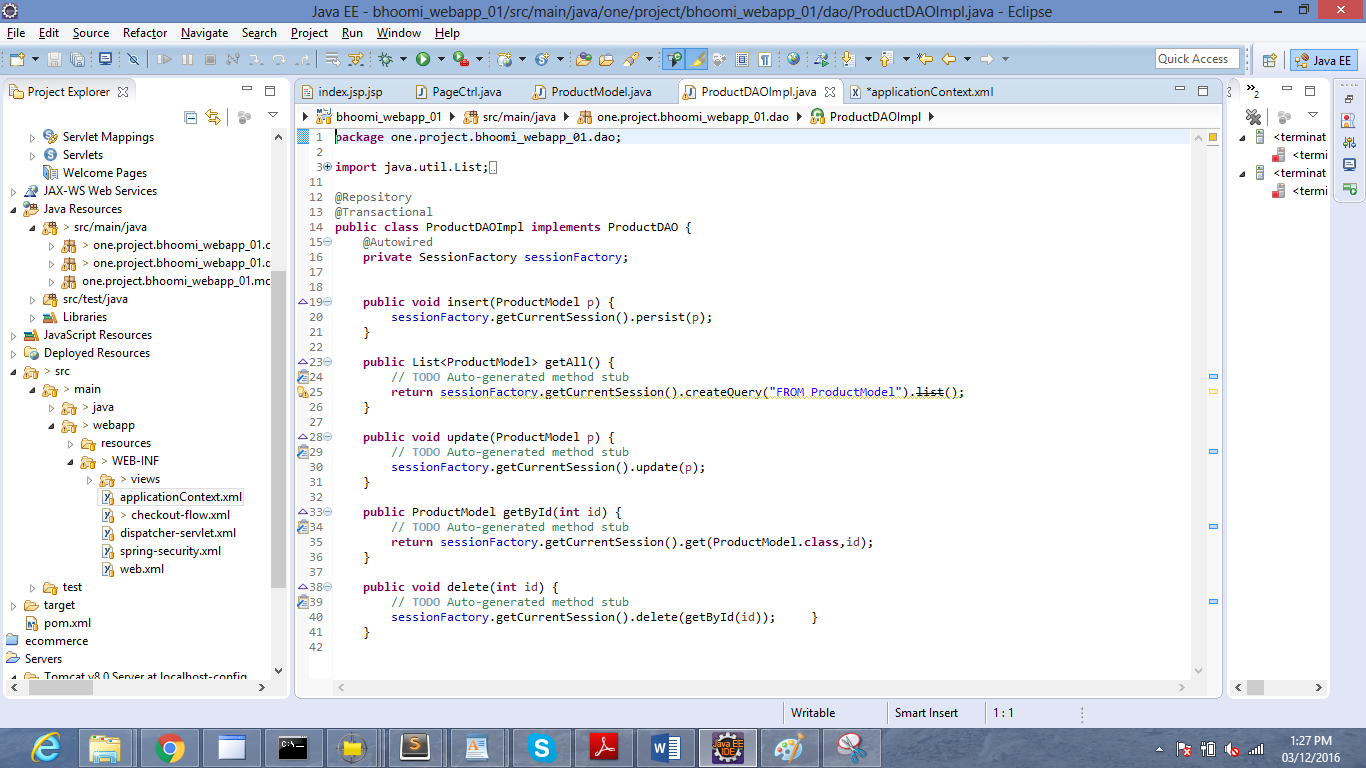 Java EE - bhoomi_webapp_01/src/main/java/one/project/bhoomi_webapp_01/dao/ProductDAOImpl.java - Eclipse
File Edit Source Refactor Navigate Search Project Run Window Help
Quick Access
Java EE
Project Explorer
Servlet Mappings
Servlets
Welcome Pages
JAX-WS Web Services
Java Resources
> src/main/java
> one.project.bhoomi_webapp_01.c
> one.project.bhoomi_webapp_01.d
one.project.bhoomi_webapp_01.mc
src/test/java
Libraries
JavaScript Resources
Deployed Resources
> src
> main
> java
> webapp
resources
> WEB-INF
> views
applicationContext.xml
> checkout-flow.xml
dispatcher-servlet.xml
spring-security.xml
web.xml
test
target
pom.xml
ecommerce
Servers
Tomcat v8.0 Server at localhost-config
index.jsp.jsp PageCtrl.java ProductModel.java ProductDAOImpl.java *applicationContext.xml
bhoomi_webapp_01 src/main/java one.project.bhoomi_webapp_01.dao ProductDAOImpl
1 package one.project.bhoomi_webapp_01.dao;
2
3 import java.util.List;
11
12 @Repository
13 @Transactional
14 public class ProductDAOImpl implements ProductDAO {
15 @Autowired
16 private SessionFactory sessionFactory;
17
18
19 public void insert(ProductModel p) {
20 sessionFactory.getCurrentSession().persist(p);
21 }
22
23 public List<ProductModel> getAll() {
24 // TODO Auto-generated method stub
25 return sessionFactory.getCurrentSession().createQuery("FROM ProductModel").list();
26 }
27
28 public void update(ProductModel p) {
29 // TODO Auto-generated method stub
30 sessionFactory.getCurrentSession().update(p);
31 }
32
33 public ProductModel getById(int id) {
34 // TODO Auto-generated method stub
35 return sessionFactory.getCurrentSession().get(ProductModel.class,id);
36 }
37
38 public void delete(int id) {
39 // TODO Auto-generated method stub
40 sessionFactory.getCurrentSession().delete(getById(id)); }
41 }
42
»2
<terminat
<termi
<terminat
<termi
Writable Smart Insert 1 : 1
1:27 PM
03/12/2016